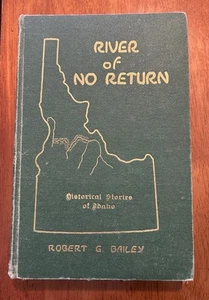 RIVER
of
NO RETURN
Historical Stories
of Idaho
ROBERT G. BAILEY